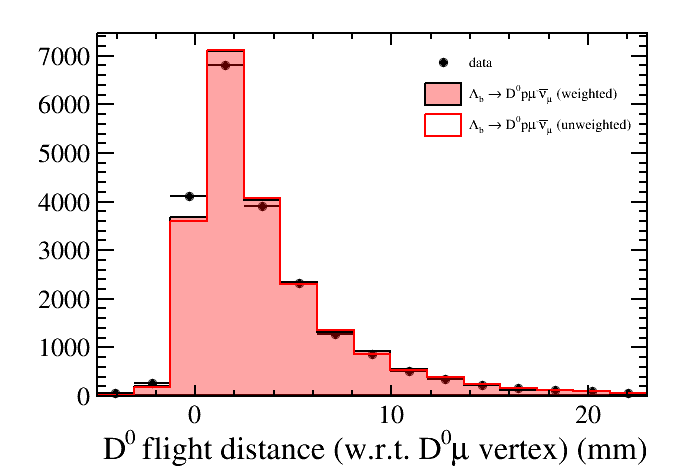 7000
6000
5000
4000
3000
2000
1000
0
data
Λb → D⁰pμ ν̄μ (weighted)
Λb → D⁰pμ ν̄μ (unweighted)
0 10 20
D⁰ flight distance (w.r.t. D⁰μ vertex) (mm)